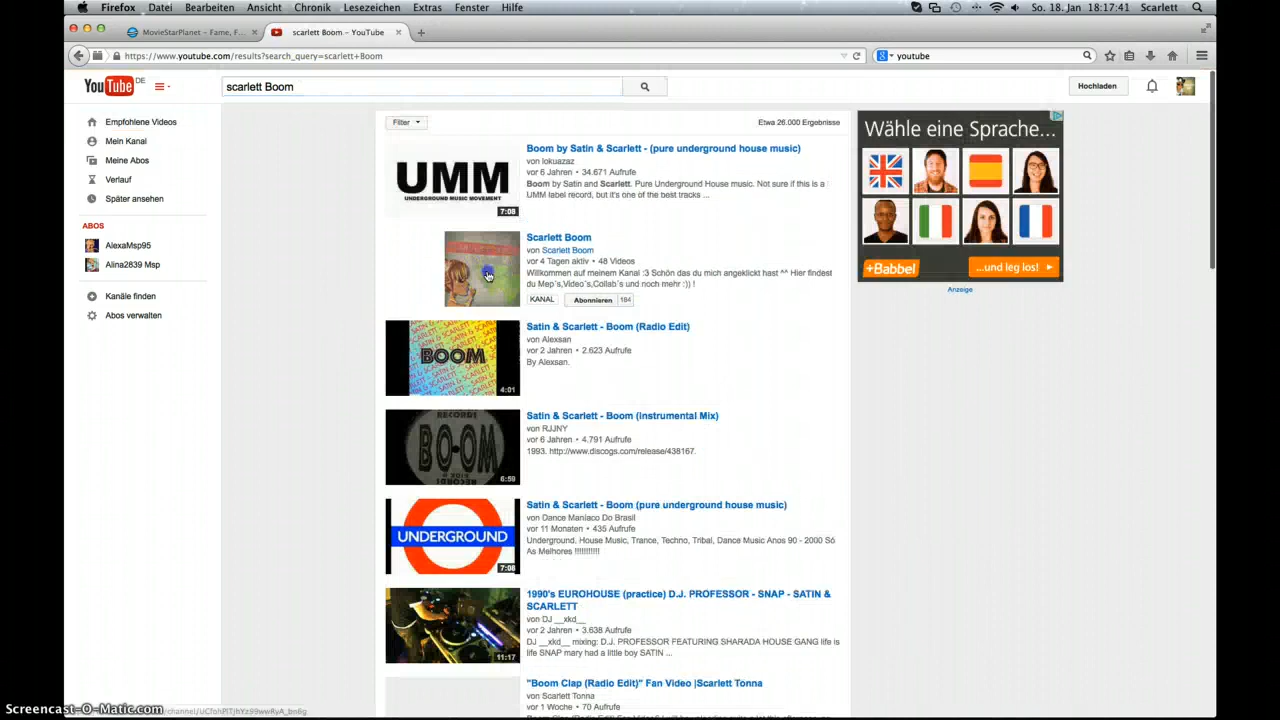 Firefox Datei Bearbeiten Ansicht Chronik Lesezeichen Extras Fenster Hilfe So. 18. Jan 18:17:41 Scarlett
MovieStarPlanet - Fame, F... scarlett Boom - YouTube
https://www.youtube.com/results?search_query=scarlett+Boom youtube
YouTube DE scarlett Boom Hochladen
Empfohlene Videos
Mein Kanal
Meine Abos
Verlauf
Später ansehen
ABOS
AlexaMsp95
Alina2839 Msp
Kanäle finden
Abos verwalten
Filter Etwa 26.000 Ergebnisse
UMM
UNDERGROUND MUSIC MOVEMENT
7:08
Boom by Satin & Scarlett - (pure underground house music)
von lokuazaz
vor 6 Jahren • 34.671 Aufrufe
Boom by Satin and Scarlett. Pure Underground House music. Not sure if this is a
UMM label record, but it's one of the best tracks ...
Scarlett Boom
von Scarlett Boom
vor 4 Tagen aktiv • 48 Videos
Willkommen auf meinem Kanal :3 Schön das du mich angeklickt hast ^^ Hier findest
du Mep´s,Video´s,Collab´s und noch mehr :)) !
KANAL Abonnieren 184
BOOM
4:01
Satin & Scarlett - Boom (Radio Edit)
von Alexsan
vor 2 Jahren • 2.623 Aufrufe
By Alexsan.
RECORDS
BOOM
6:59
Satin & Scarlett - Boom (instrumental Mix)
von RJJNY
vor 6 Jahren • 4.791 Aufrufe
1993. http://www.discogs.com/release/438167.
UNDERGROUND
7:08
Satin & Scarlett - Boom (pure underground house music)
von Dance Maniaco Do Brasil
vor 11 Monaten • 435 Aufrufe
Underground, House Music, Trance, Techno, Tribal, Dance Music Anos 90 - 2000 Só
As Melhores !!!!!!!!!!!
11:17
1990's EUROHOUSE (practice) D.J. PROFESSOR - SNAP - SATIN &
SCARLETT
von DJ __xkd__
vor 2 Jahren • 3.638 Aufrufe
DJ __xkd__ mixing: D.J. PROFESSOR FEATURING SHARADA HOUSE GANG life is
life SNAP mary had a little boy SATIN ...
"Boom Clap (Radio Edit)" Fan Video |Scarlett Tonna
von Scarlett Tonna
vor 1 Woche • 70 Aufrufe
Wähle eine Sprache...
+Babbel ...und leg los!
Anzeige
Screencast-O-Matic.com